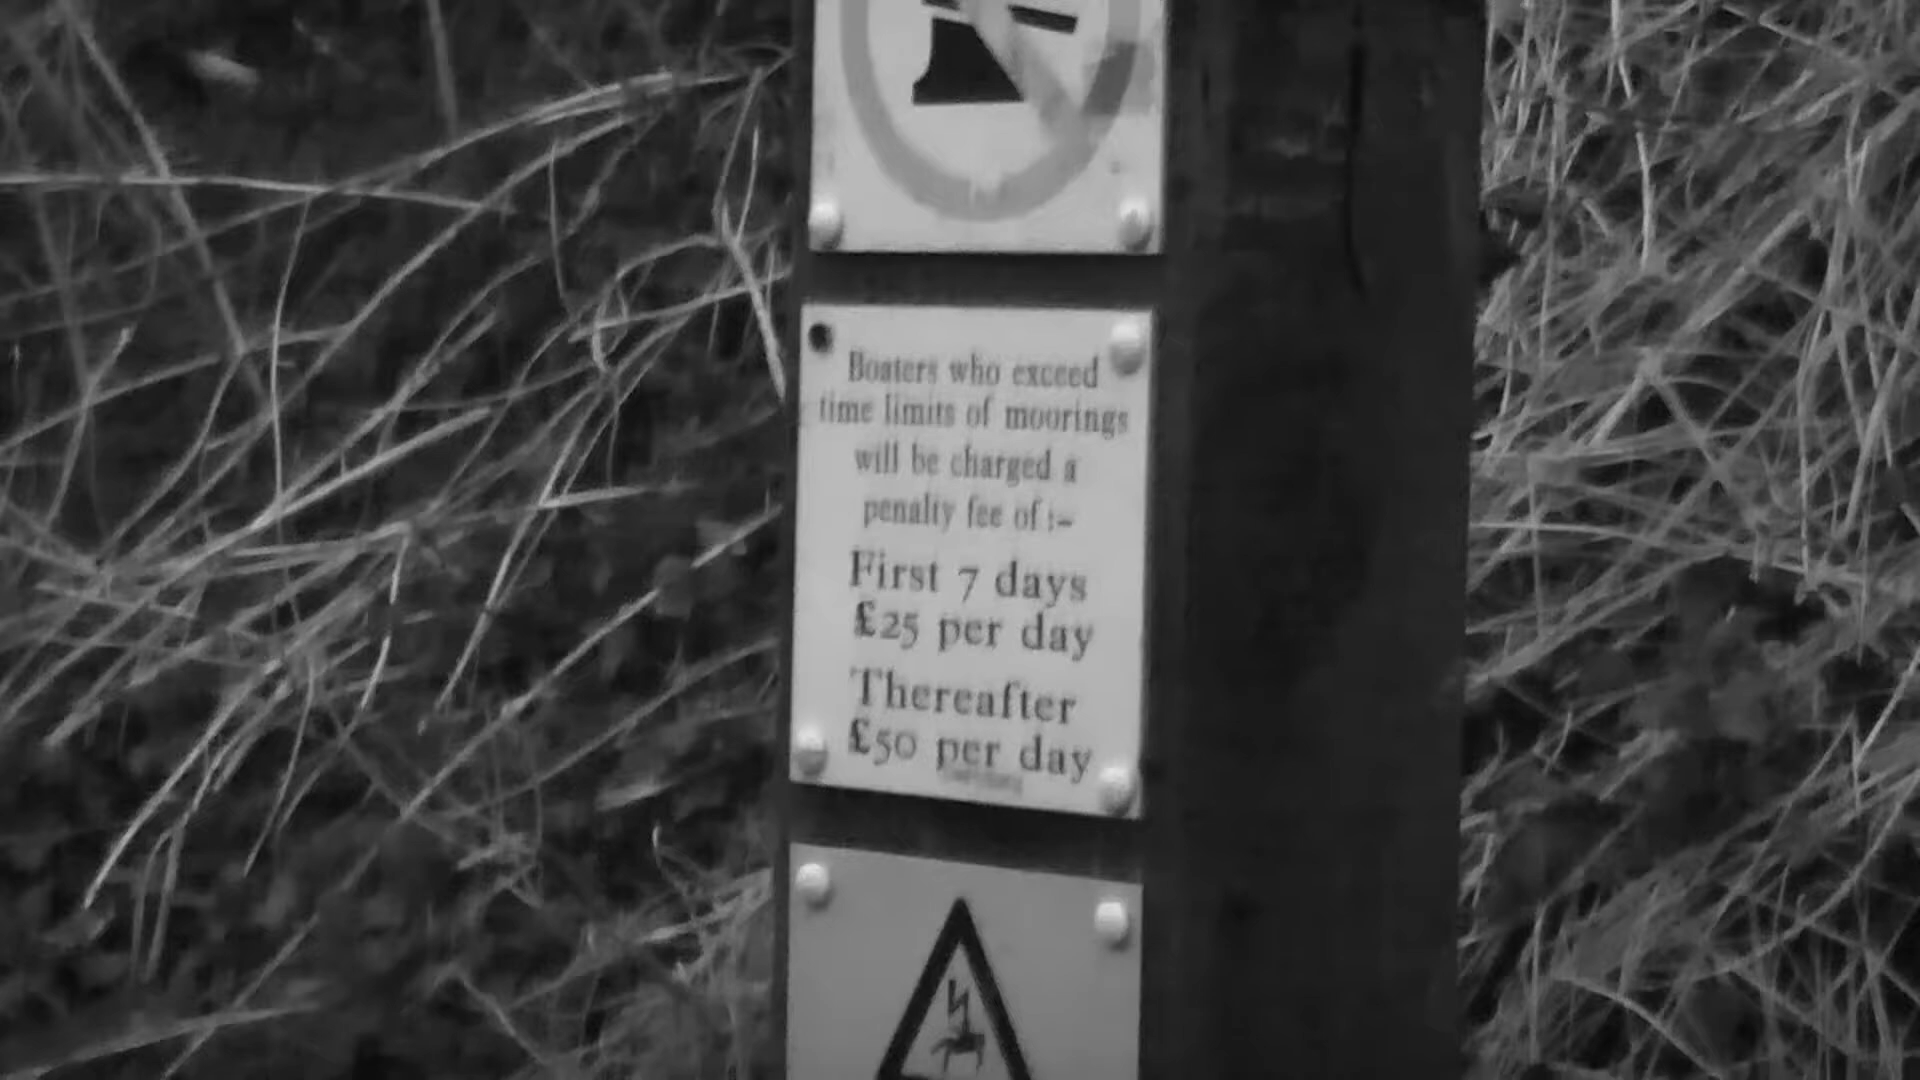 Boaters who exceed
time limits of moorings
will be charged a
penalty fee of :-
First 7 days
£25 per day
Thereafter
£50 per day